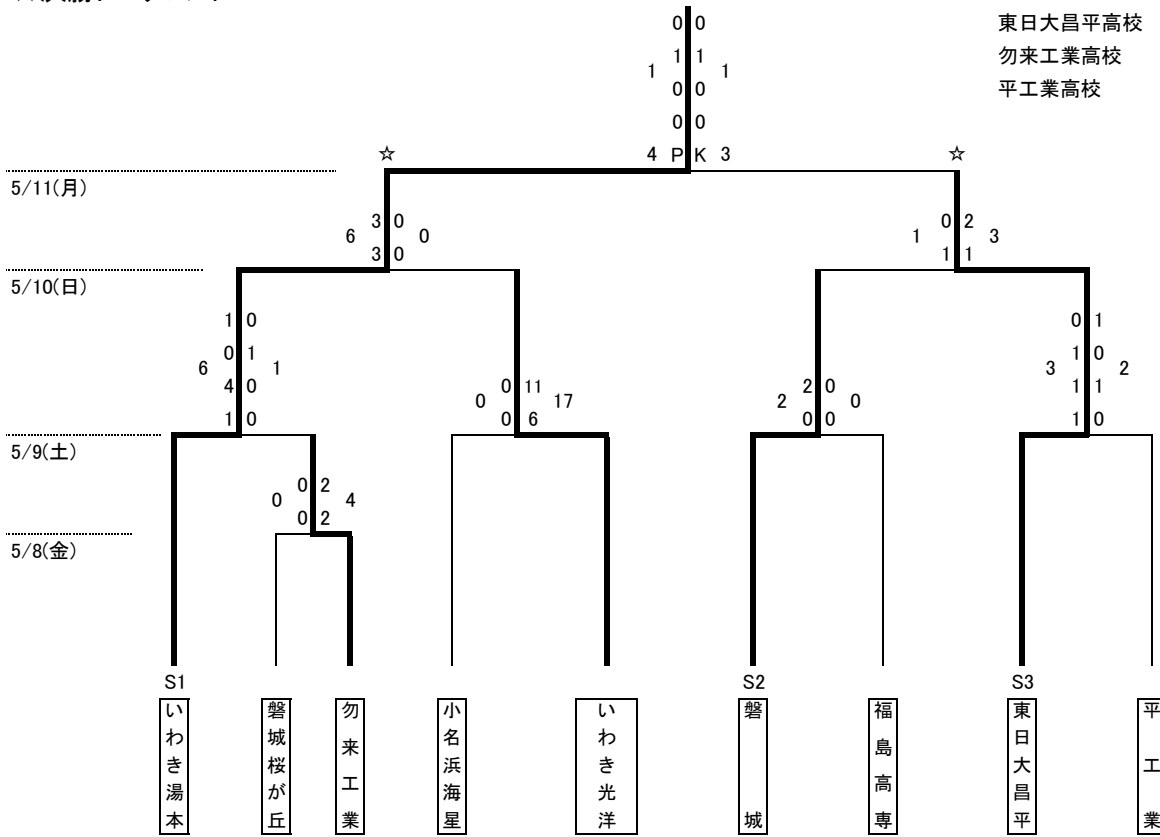 0 0 東日大昌平高校
1 1 勿来工業高校
1 1
0 0 平工業高校
0 0
☆ 4 P K 3 ☆
5/11(月)
3 0 0 2
6 0 1 3
3 0 1 1
5/10(日)
1 0 0 1
0 1 1 0
6 1 3 2
4 0 0 11 2 0 1 1
0 17 2 0
1 0 0 6 0 0 1 0
5/9(土)
0 2
0 4
0 2
5/8(金)
S1 S2 S3
いわき湯本
磐城桜が丘
勿来工業
小名浜海星
いわき光洋
磐城
福島高専
東日大昌平
平工業